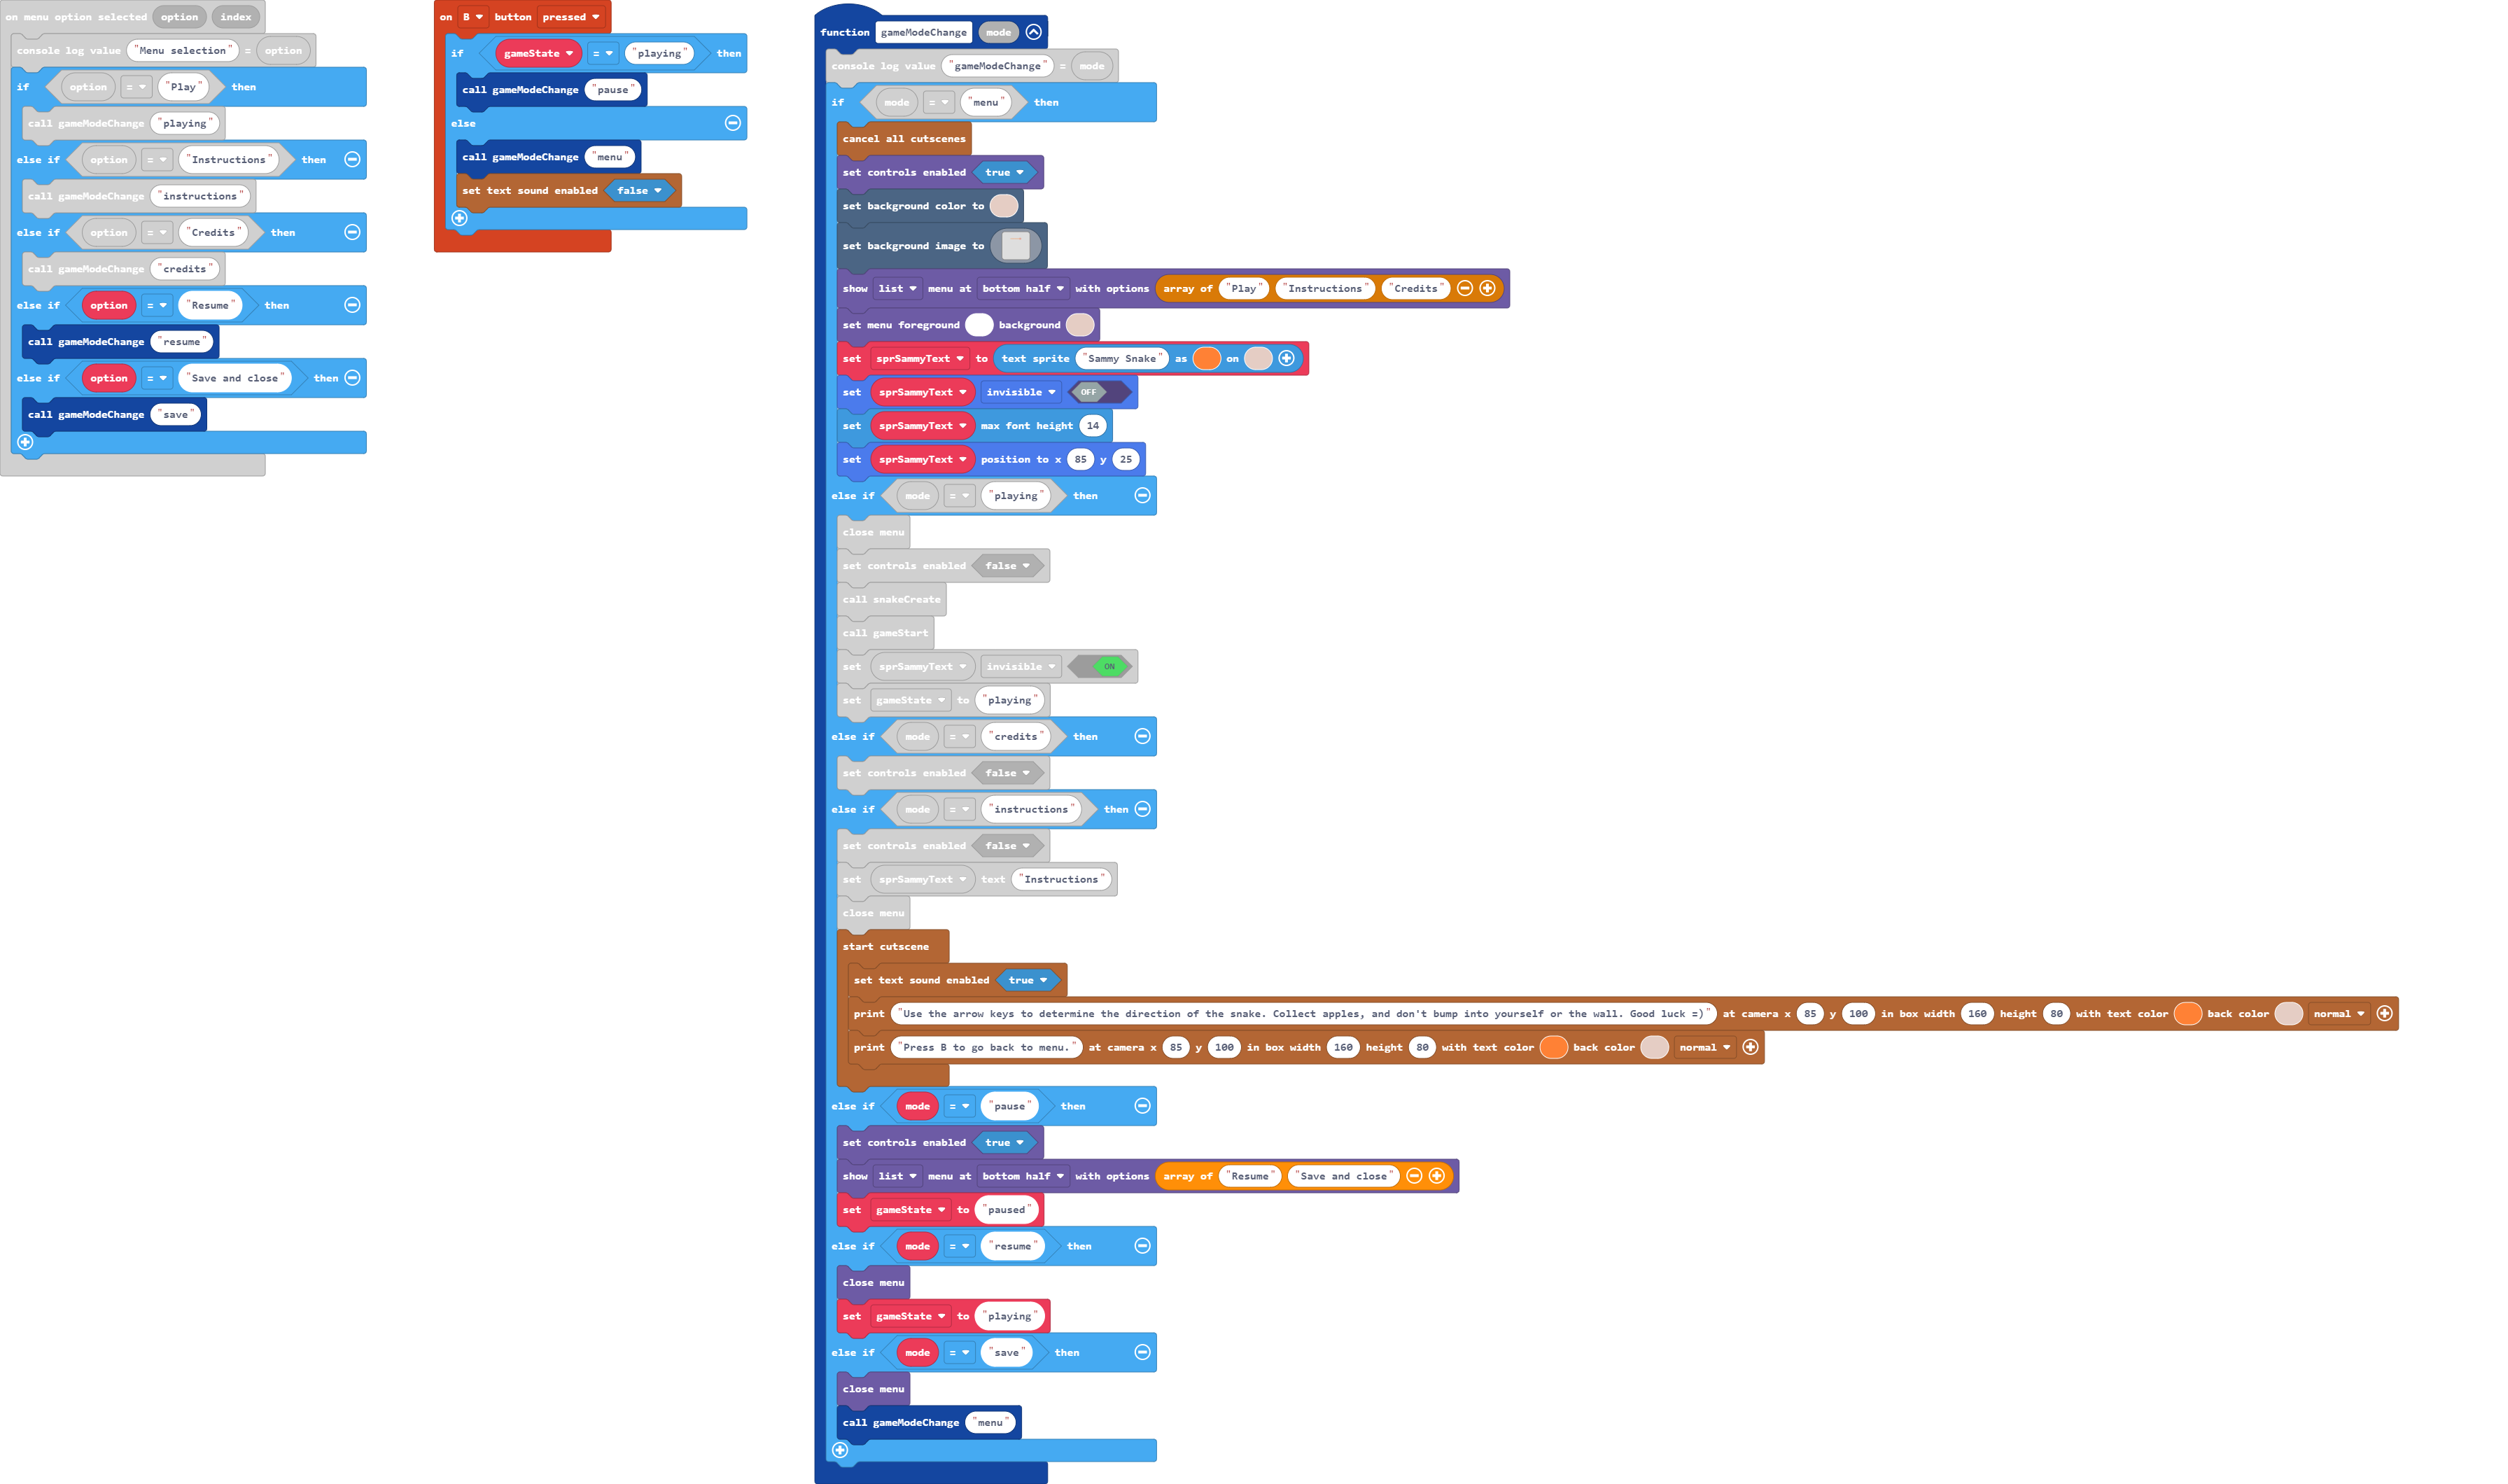 on menu option selected option index
console log value "Menu selection" = option
if option = "Play" then
call gameModeChange "playing"
else if option = "Instructions" then
call gameModeChange "instructions"
else if option = "Credits" then
call gameModeChange "credits"
else if option = "Resume" then
call gameModeChange "resume"
else if option = "Save and close" then
call gameModeChange "save"
on B button pressed
if gameState = "playing" then
call gameModeChange "pause"
else
call gameModeChange "menu"
set text sound enabled false
function gameModeChange mode
console log value "gameModeChange" = mode
if mode = "menu" then
cancel all cutscenes
set controls enabled true
set background color to
set background image to
show list menu at bottom half with options array of "Play" "Instructions" "Credits"
set menu foreground background
set sprSammyText to text sprite "Sammy Snake" as on
set sprSammyText invisible OFF
set sprSammyText max font height 14
set sprSammyText position to x 85 y 25
else if mode = "playing" then
close menu
set controls enabled false
call snakeCreate
call gameStart
set sprSammyText invisible ON
set gameState to "playing"
else if mode = "credits" then
set controls enabled false
else if mode = "instructions" then
set controls enabled false
set sprSammyText text "Instructions"
close menu
start cutscene
set text sound enabled true
print "Use the arrow keys to determine the direction of the snake. Collect apples, and don't bump into yourself or the wall. Good luck =)" at camera x 85 y 100 in box width 160 height 80 with text color back color normal
print "Press B to go back to menu." at camera x 85 y 100 in box width 160 height 80 with text color back color normal
else if mode = "pause" then
set controls enabled true
show list menu at bottom half with options array of "Resume" "Save and close"
set gameState to "paused"
else if mode = "resume" then
close menu
set gameState to "playing"
else if mode = "save" then
close menu
call gameModeChange "menu"